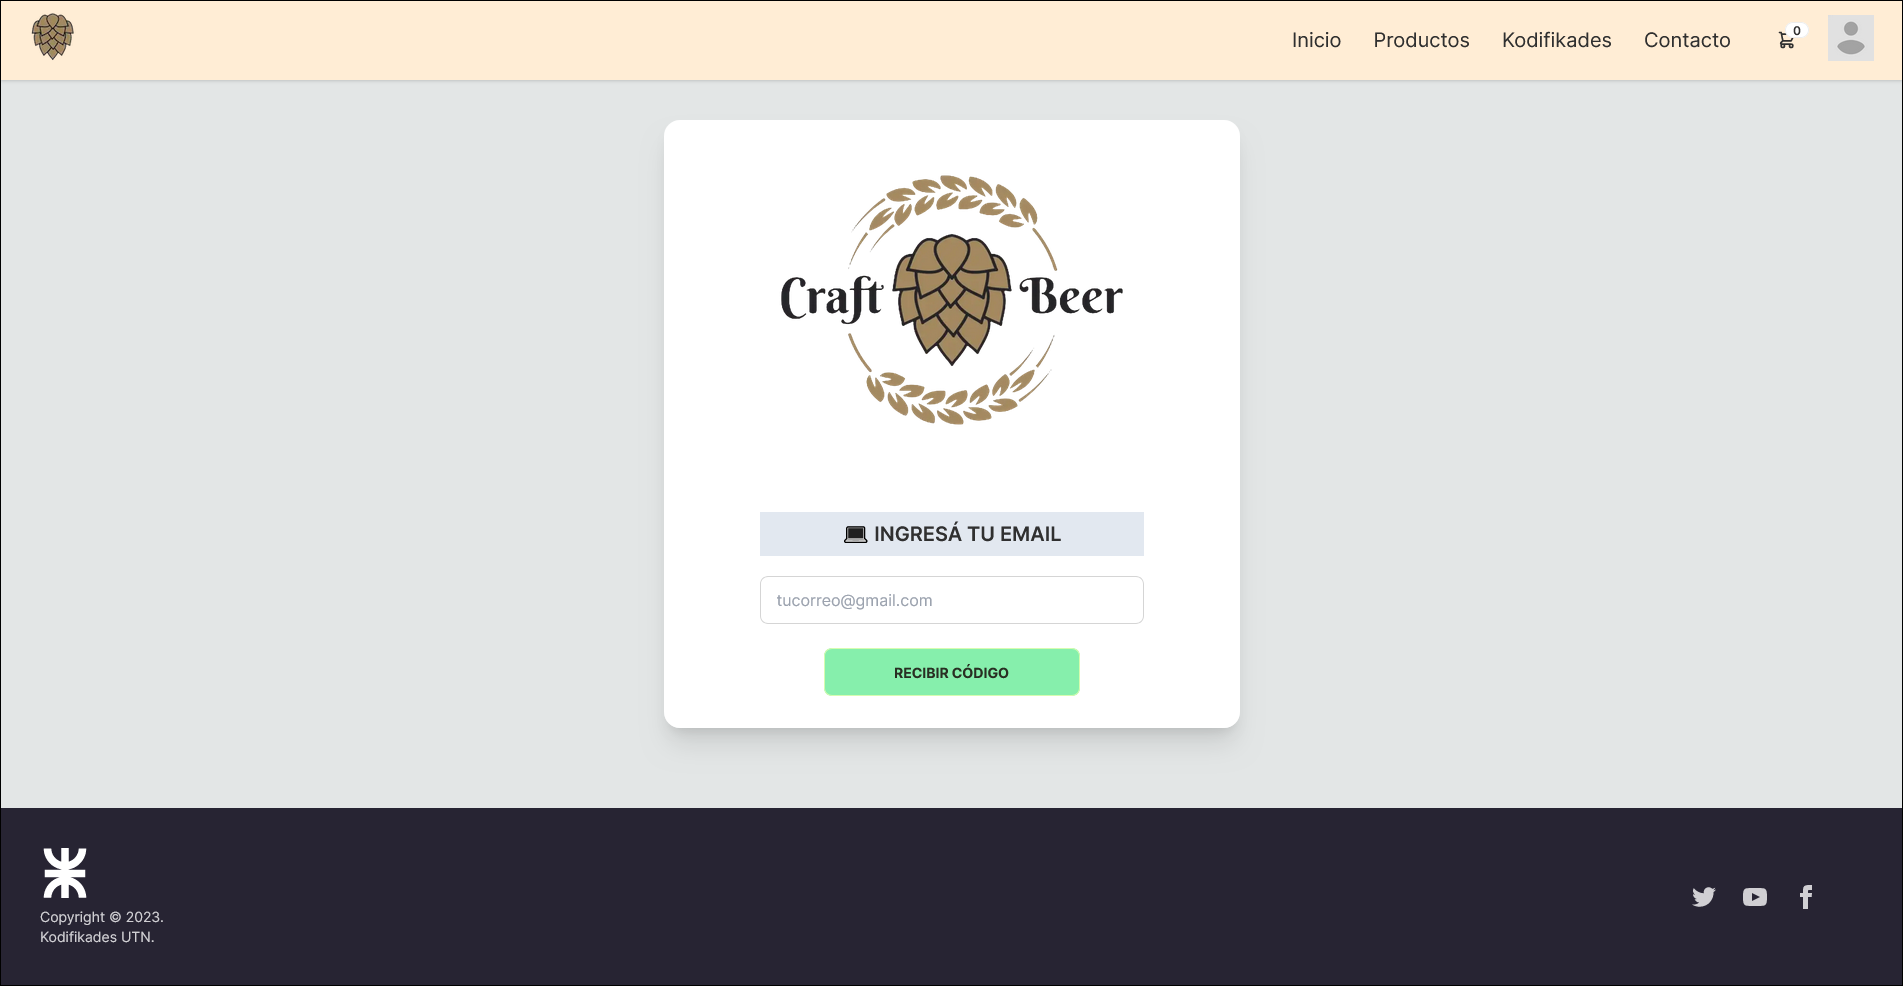 Inicio Productos Kodifikades Contacto 0
Craft Beer
INGRESÁ TU EMAIL
tucorreo@gmail.com
RECIBIR CÓDIGO
Copyright © 2023.
Kodifikades UTN.